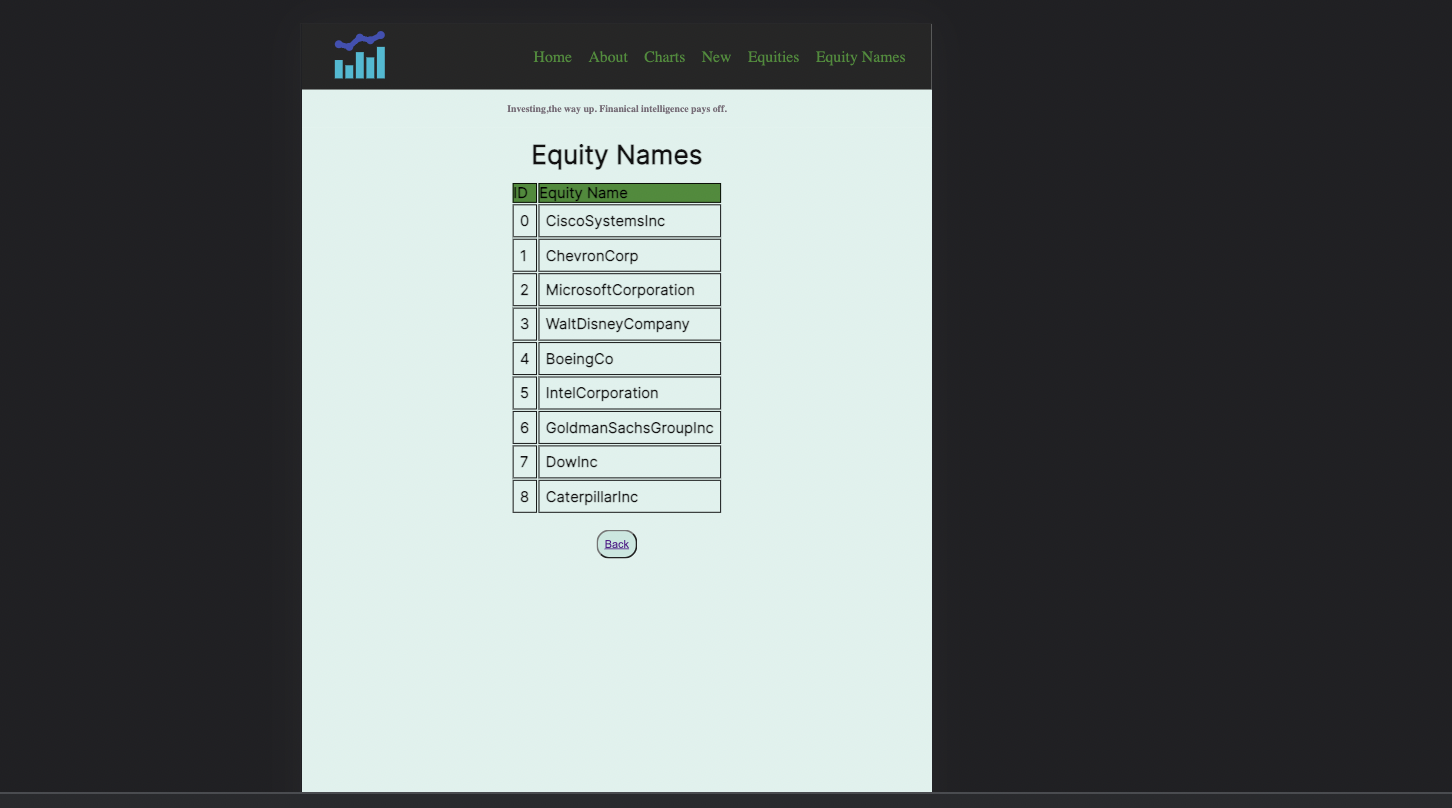 Home About Charts New Equities Equity Names
Investing,the way up. Finanical intelligence pays off.
Equity Names
ID Equity Name
0 CiscoSystemsInc
1 ChevronCorp
2 MicrosoftCorporation
3 WaltDisneyCompany
4 BoeingCo
5 IntelCorporation
6 GoldmanSachsGroupInc
7 DowInc
8 CaterpillarInc
Back